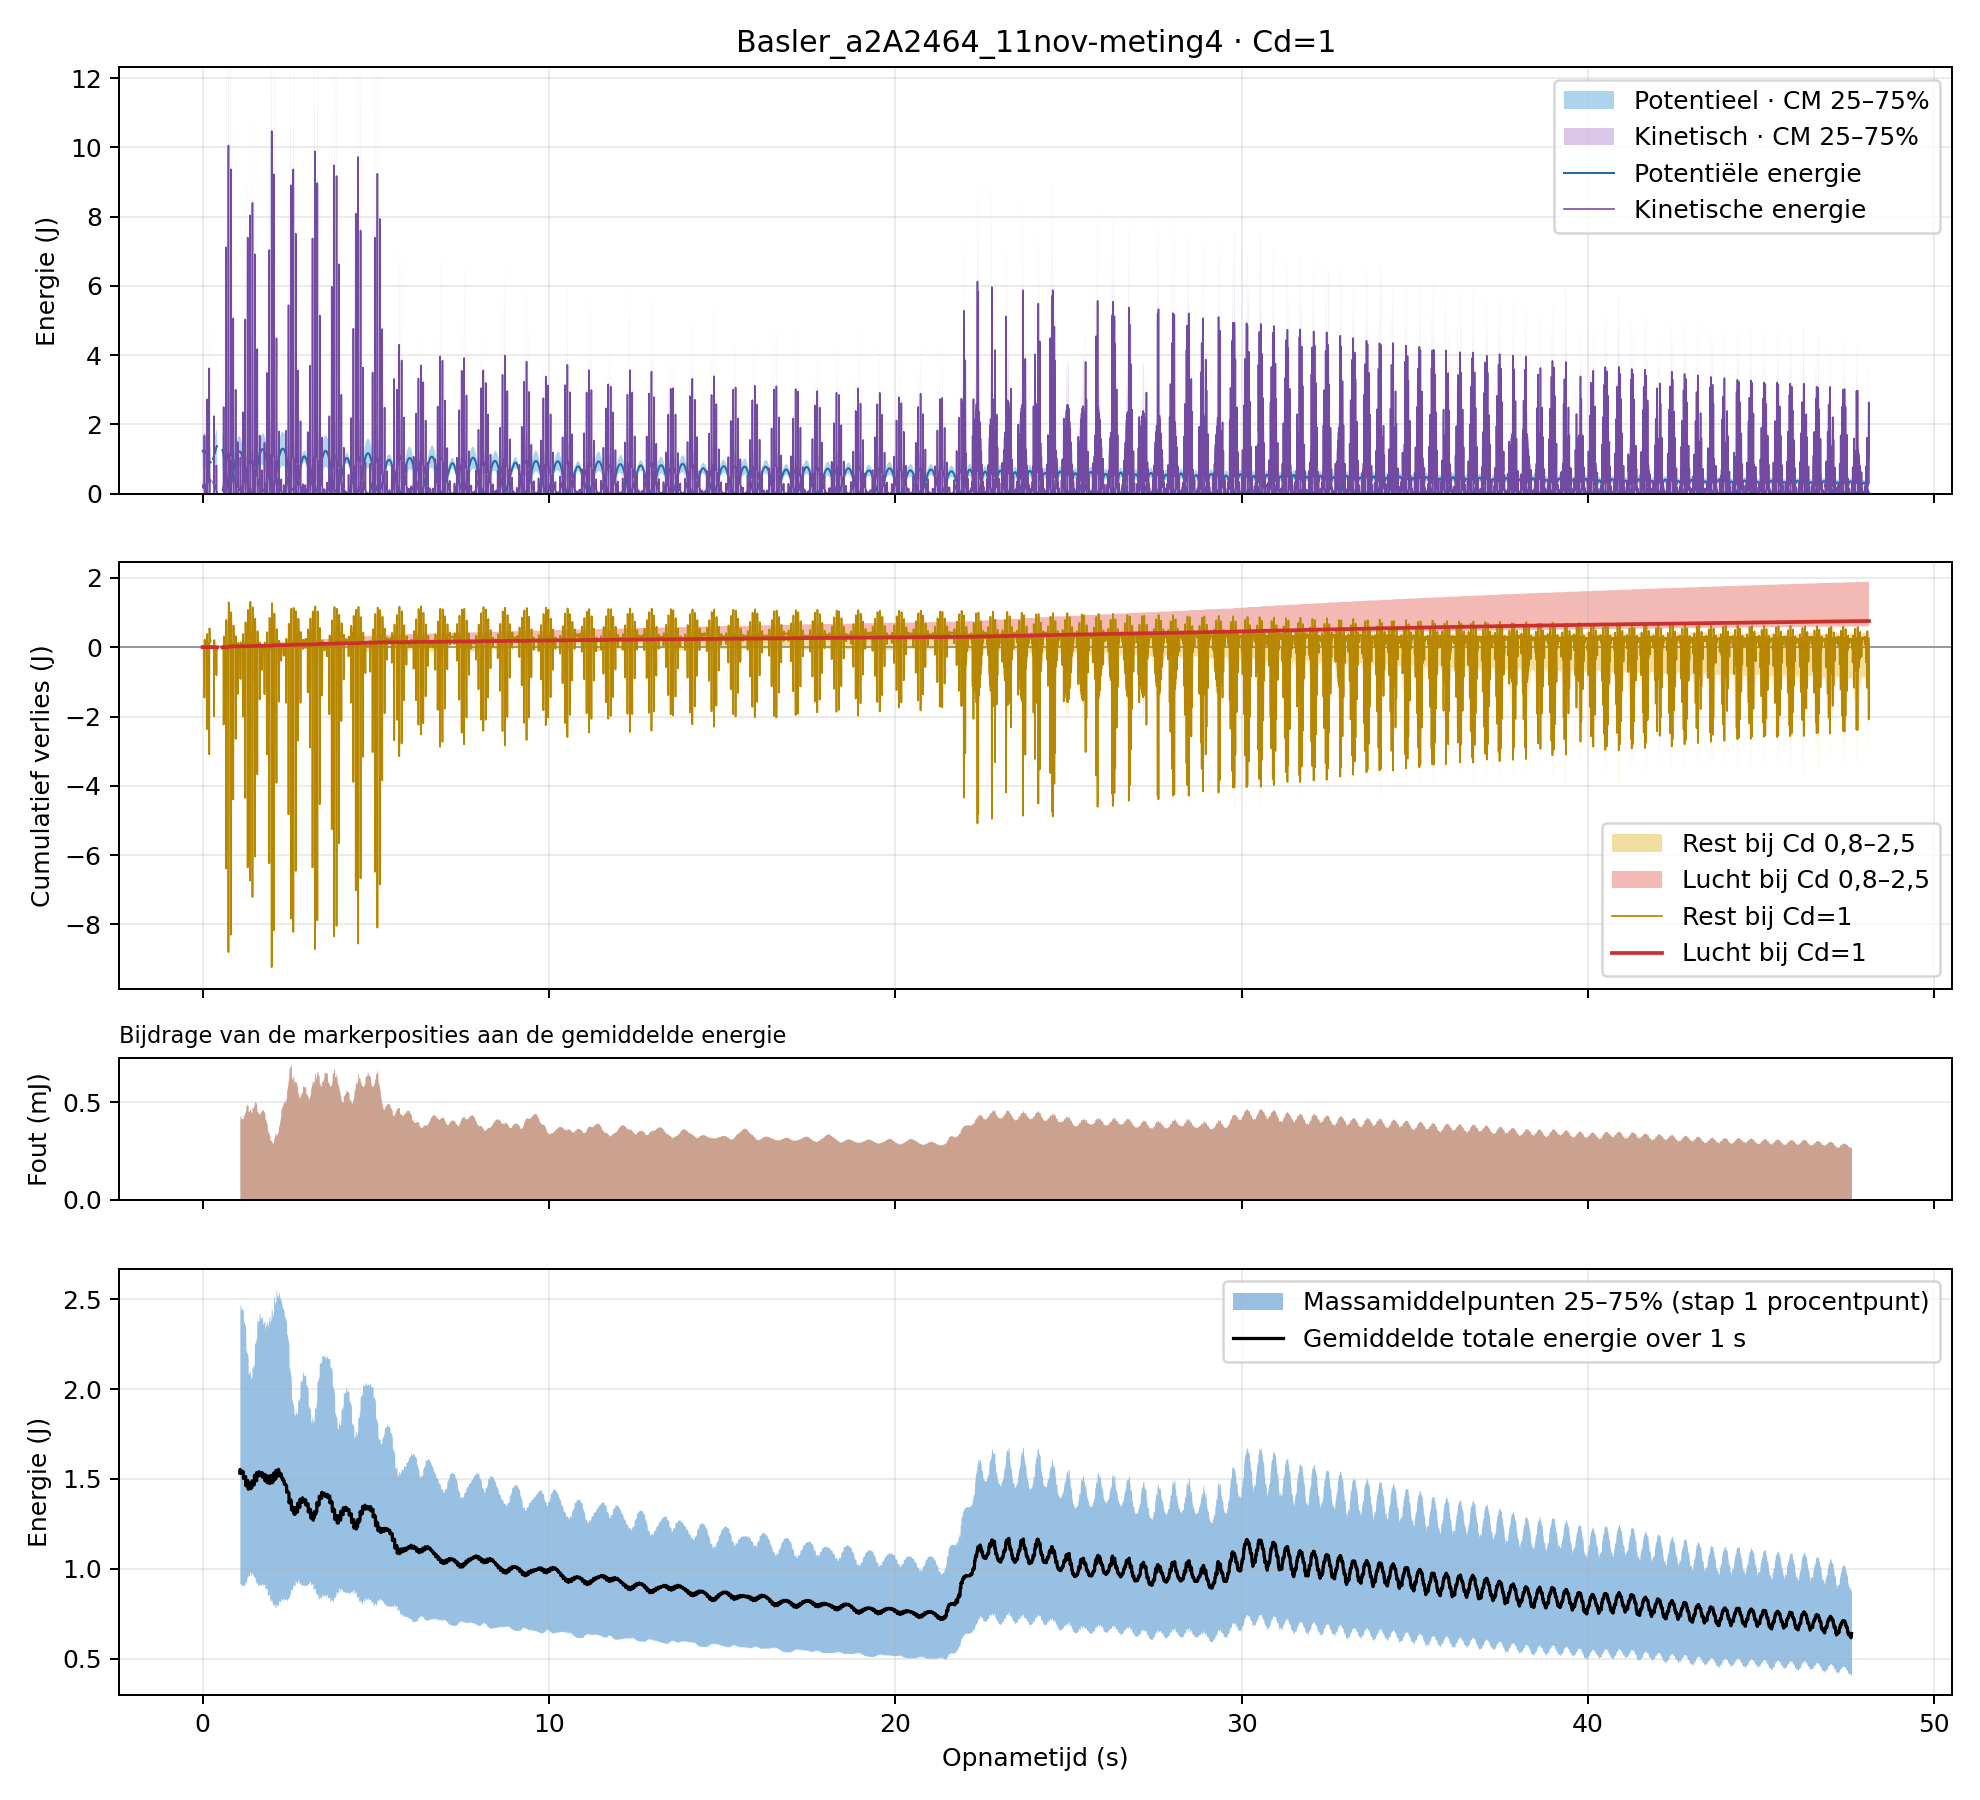 Basler_a2A2464_11nov-meting4 · Cd=1
12
10
8
6
4
2
0
Energie (J)
Potentieel · CM 25–75%
Kinetisch · CM 25–75%
Potentiële energie
Kinetische energie
2
0
−2
−4
−6
−8
Cumulatief verlies (J)
Rest bij Cd 0,8–2,5
Lucht bij Cd 0,8–2,5
Rest bij Cd=1
Lucht bij Cd=1
Bijdrage van de markerposities aan de gemiddelde energie
0.5
0.0
Fout (mJ)
2.5
2.0
1.5
1.0
0.5
Energie (J)
Massamiddelpunten 25–75% (stap 1 procentpunt)
Gemiddelde totale energie over 1 s
0 10 20 30 40 50
Opnametijd (s)